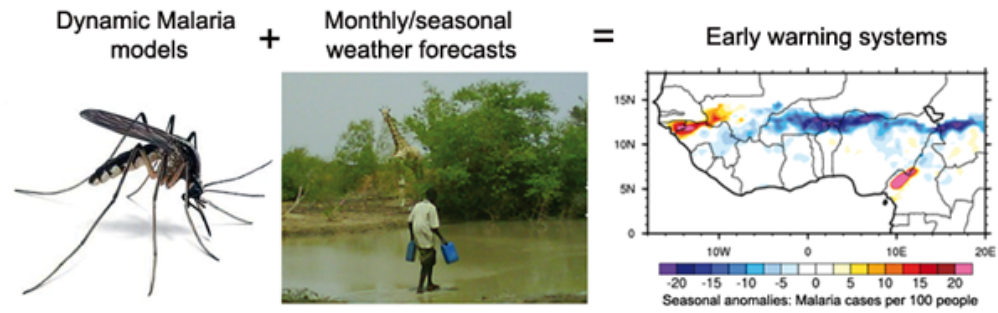 Dynamic Malaria
models
+
Monthly/seasonal
weather forecasts
=
Early warning systems
15N
10N
5N
0
10W 0 10E 20E
-20 -15 -10 -5 0 5 10 15 20
Seasonal anomalies: Malaria cases per 100 people